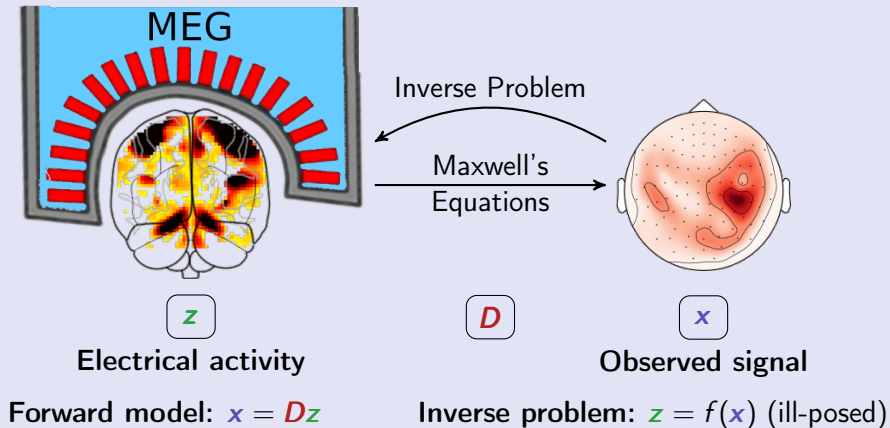 MEG
Inverse Problem
Maxwell's
Equations
z
D
x
Electrical activity
Observed signal
Forward model: x = Dz
Inverse problem: z = f(x) (ill-posed)